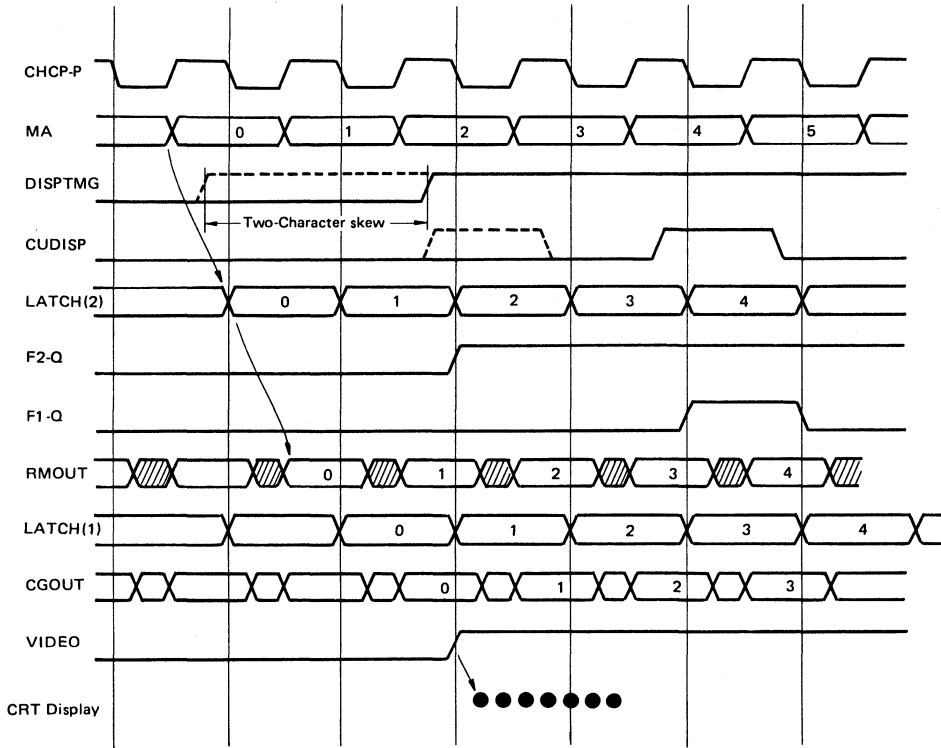 CHCP-P
MA 0 1 2 3 4 5
DISPTMG
Two-Character skew
CUDISP
LATCH(2) 0 1 2 3 4
F2-Q
F1-Q
RMOUT 0 1 2 3 4
LATCH(1) 0 1 2 3 4
CGOUT 0 1 2 3
VIDEO
CRT Display